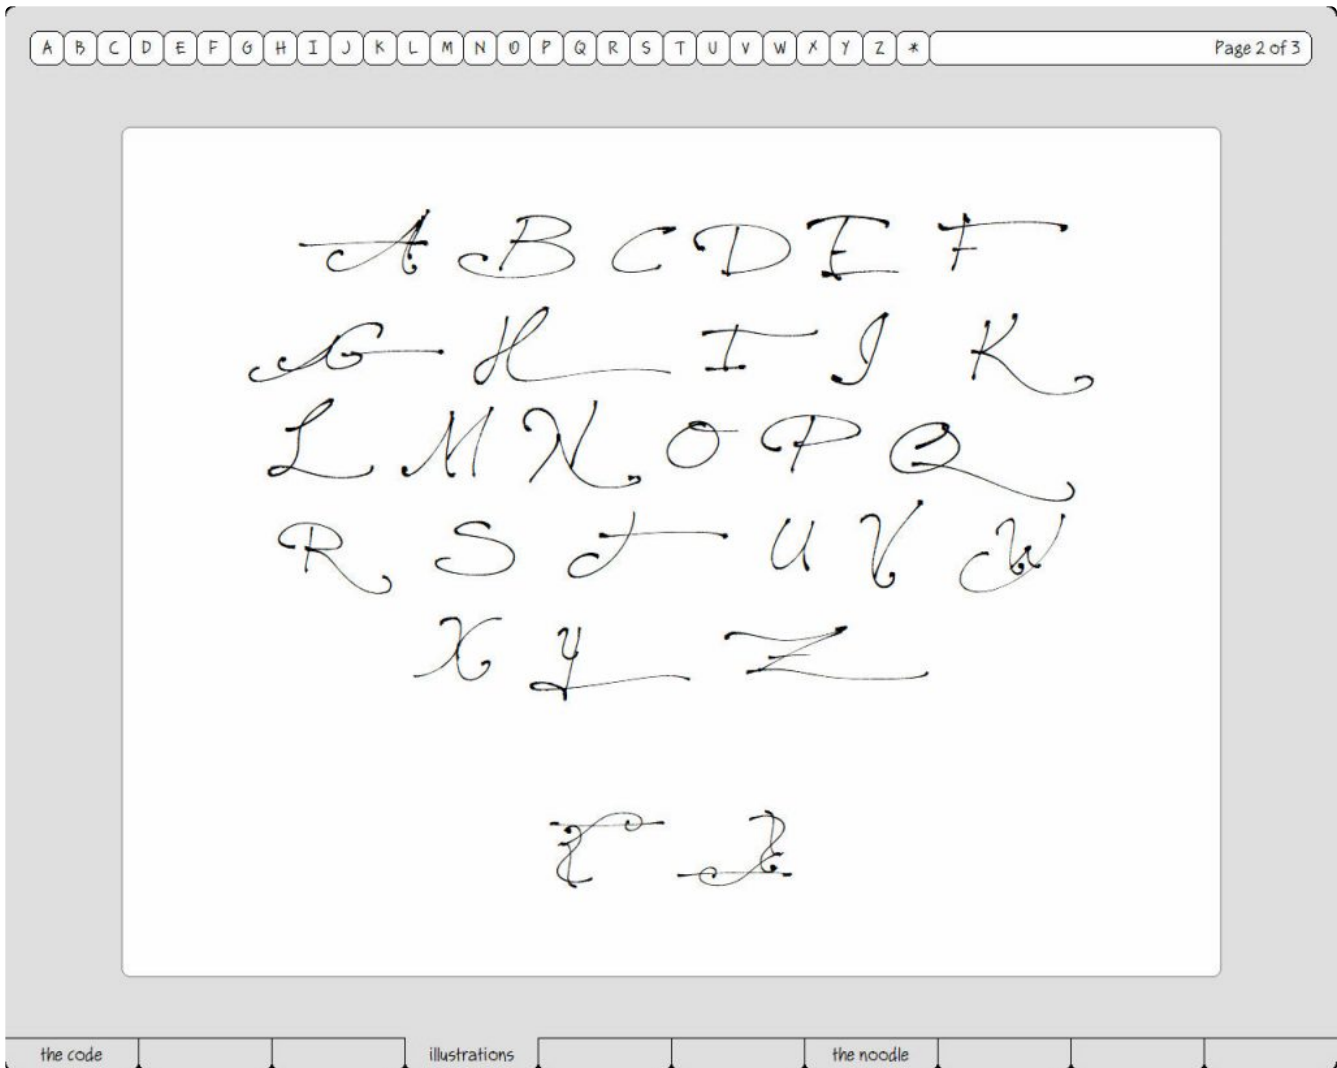 A B C D E F G H I J K L M N O P Q R S T U V W X Y Z * Page 2 of 3
A B C D E F
G H I J K
L M N O P Q
R S T U V W
X Y Z
the code illustrations the noodle